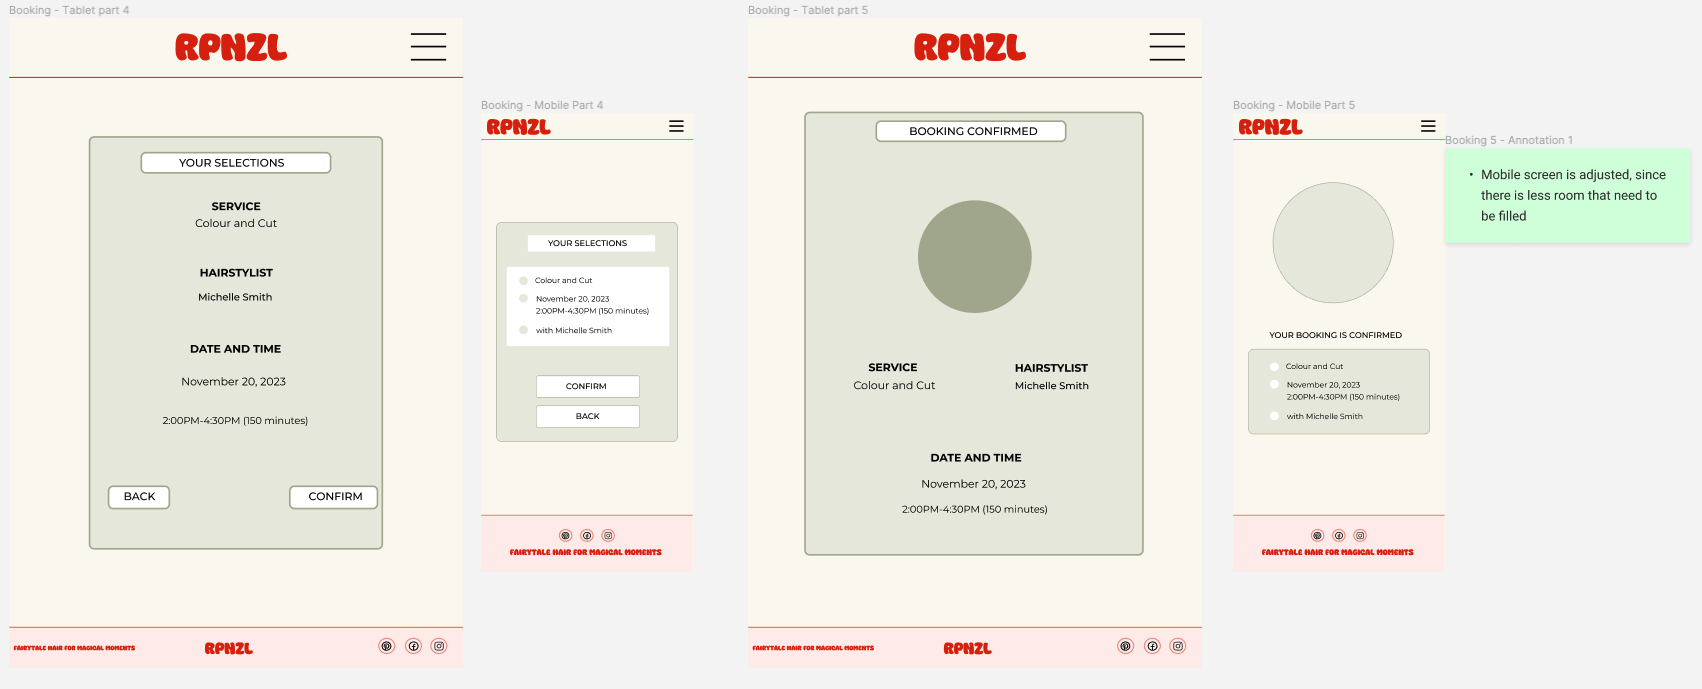 Booking - Tablet part 4
RPNZL
YOUR SELECTIONS
SERVICE
Colour and Cut
HAIRSTYLIST
Michelle Smith
DATE AND TIME
November 20, 2023
2:00PM-4:30PM (150 minutes)
BACK
CONFIRM
FAIRYTALE HAIR FOR MAGICAL MOMENTS
RPNZL
Booking - Mobile Part 4
RPNZL
YOUR SELECTIONS
Colour and Cut
November 20, 2023
2:00PM-4:30PM (150 minutes)
with Michelle Smith
CONFIRM
BACK
FAIRYTALE HAIR FOR MAGICAL MOMENTS
Booking - Tablet part 5
RPNZL
BOOKING CONFIRMED
SERVICE
Colour and Cut
HAIRSTYLIST
Michelle Smith
DATE AND TIME
November 20, 2023
2:00PM-4:30PM (150 minutes)
FAIRYTALE HAIR FOR MAGICAL MOMENTS
RPNZL
Booking - Mobile Part 5
RPNZL
YOUR BOOKING IS CONFIRMED
Colour and Cut
November 20, 2023
2:00PM-4:30PM (150 minutes)
with Michelle Smith
FAIRYTALE HAIR FOR MAGICAL MOMENTS
Booking 5 - Annotation 1
• Mobile screen is adjusted, since
there is less room that need to
be filled